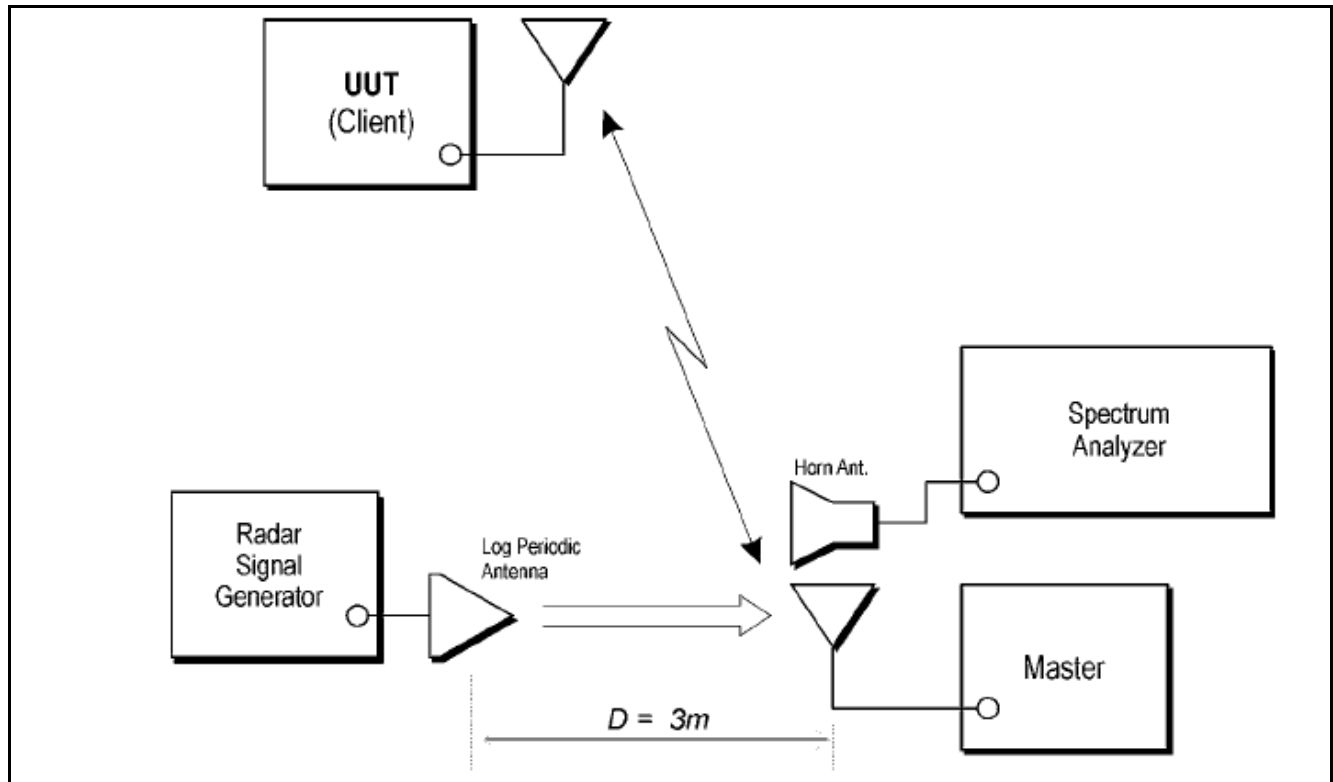 UUT
(Client)
Spectrum
Analyzer
Horn Ant.
Radar
Signal
Generator
Log Periodic
Antenna
Master
D = 3m